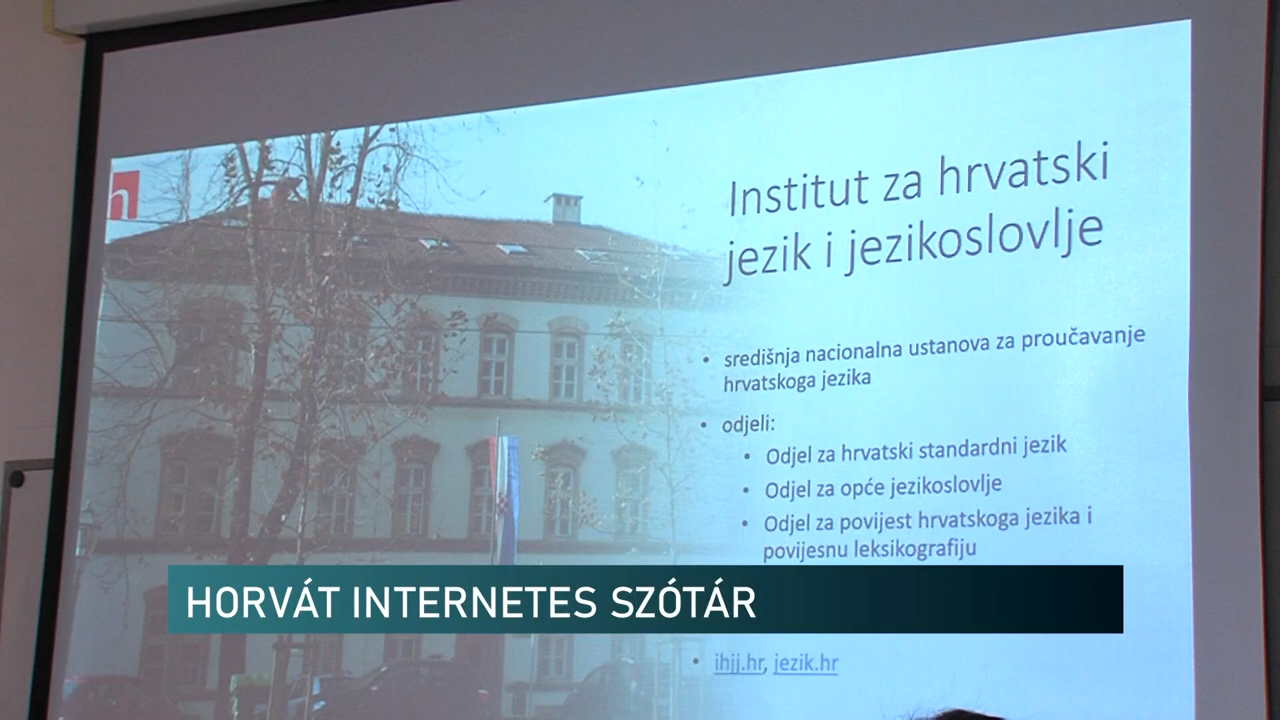 h
Institut za hrvatski
jezik i jezikoslovlje
• središnja nacionalna ustanova za proučavanje
hrvatskoga jezika
• odjeli:
• Odjel za hrvatski standardni jezik
• Odjel za opće jezikoslovlje
• Odjel za povijest hrvatskoga jezika i
povijesnu leksikografiju
HORVÁT INTERNETES SZÓTÁR
• ihjj.hr, jezik.hr